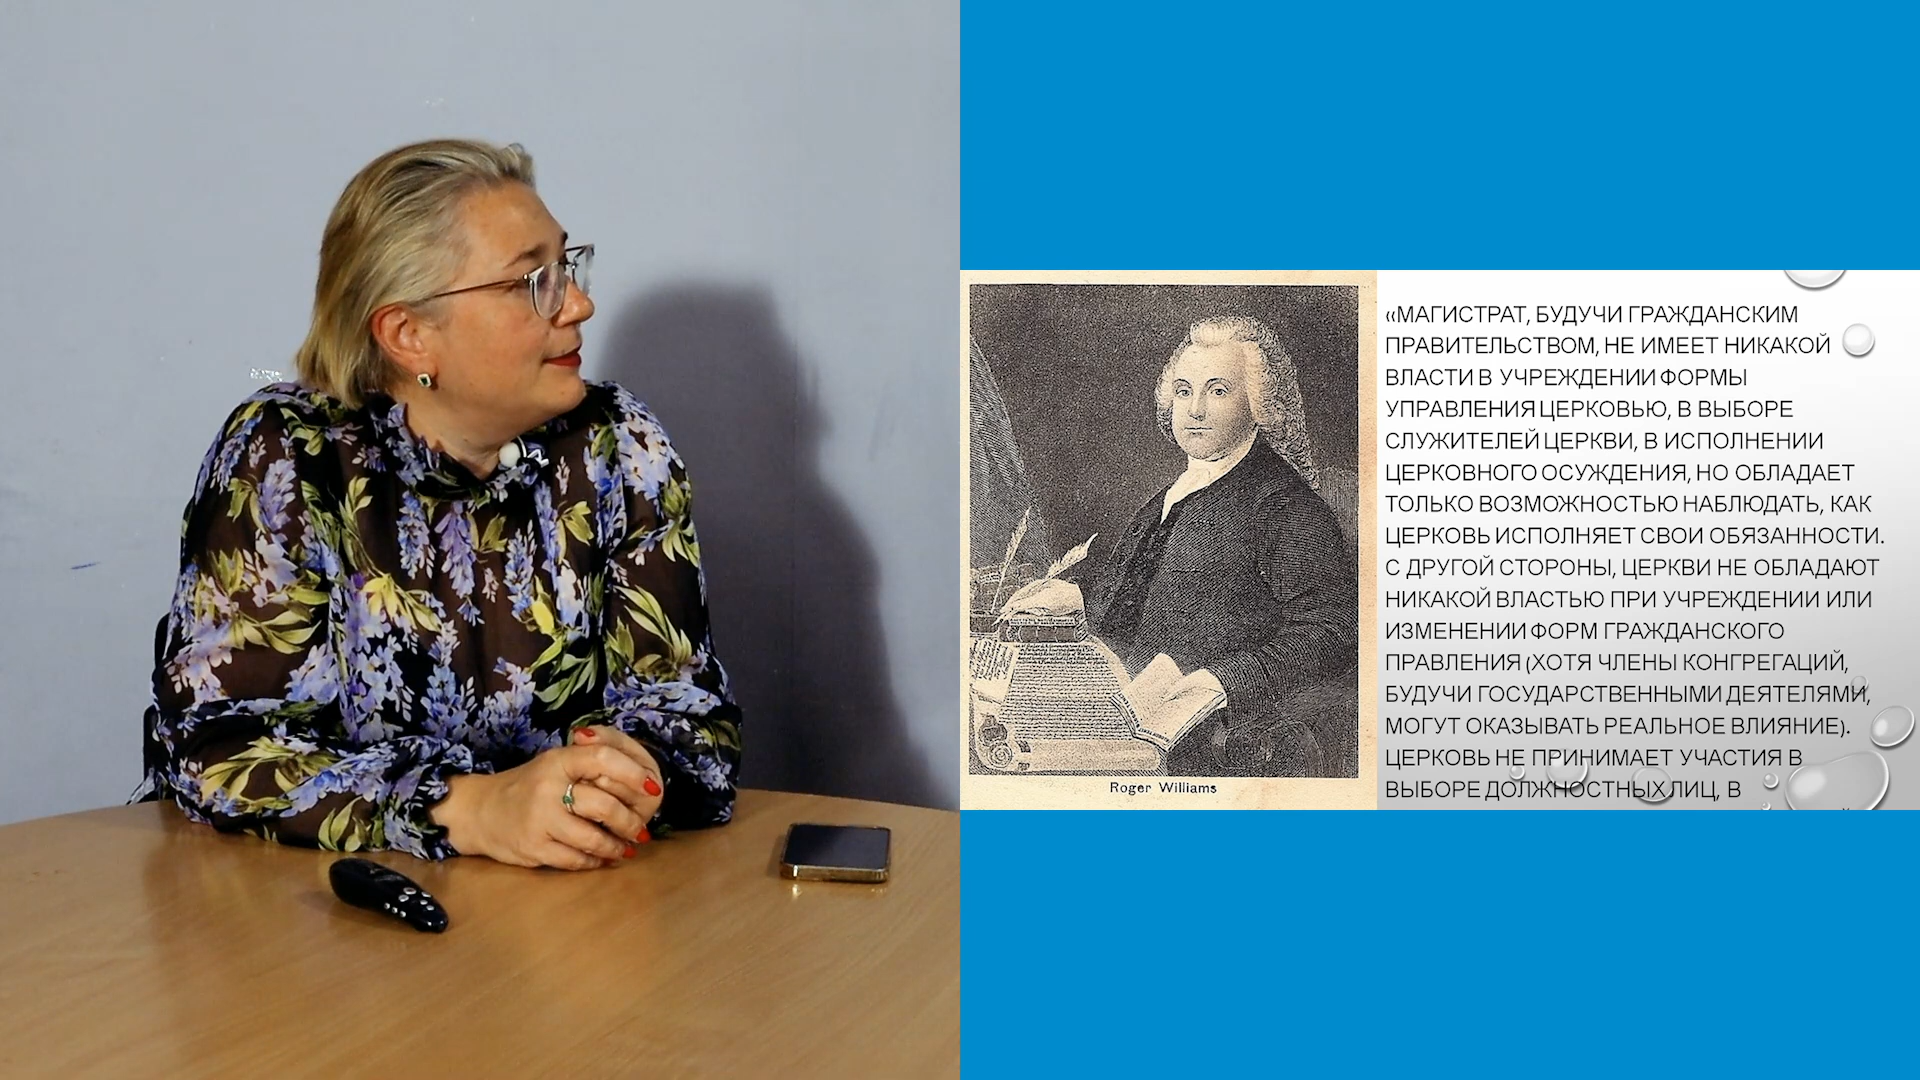 Roger Williams
«МАГИСТРАТ, БУДУЧИ ГРАЖДАНСКИМ
ПРАВИТЕЛЬСТВОМ, НЕ ИМЕЕТ НИКАКОЙ
ВЛАСТИ В УЧРЕЖДЕНИИ ФОРМЫ
УПРАВЛЕНИЯ ЦЕРКОВЬЮ, В ВЫБОРЕ
СЛУЖИТЕЛЕЙ ЦЕРКВИ, В ИСПОЛНЕНИИ
ЦЕРКОВНОГО ОСУЖДЕНИЯ, НО ОБЛАДАЕТ
ТОЛЬКО ВОЗМОЖНОСТЬЮ НАБЛЮДАТЬ, КАК
ЦЕРКОВЬ ИСПОЛНЯЕТ СВОИ ОБЯЗАННОСТИ.
С ДРУГОЙ СТОРОНЫ, ЦЕРКВИ НЕ ОБЛАДАЮТ
НИКАКОЙ ВЛАСТЬЮ ПРИ УЧРЕЖДЕНИИ ИЛИ
ИЗМЕНЕНИИ ФОРМ ГРАЖДАНСКОГО
ПРАВЛЕНИЯ (ХОТЯ ЧЛЕНЫ КОНГРЕГАЦИЙ,
БУДУЧИ ГОСУДАРСТВЕННЫМИ ДЕЯТЕЛЯМИ,
МОГУТ ОКАЗЫВАТЬ РЕАЛЬНОЕ ВЛИЯНИЕ).
ЦЕРКОВЬ НЕ ПРИНИМАЕТ УЧАСТИЯ В
ВЫБОРЕ ДОЛЖНОСТНЫХ ЛИЦ, В